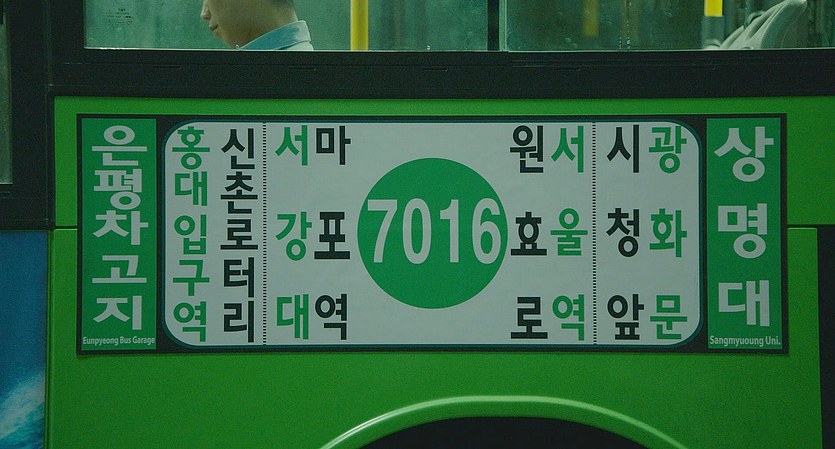 은평차고지
Eunpyeong Bus Garage
홍대입구역
신촌로터리
서강대
마포역
7016
원효로
서울역
시청앞
광화문
상명대
Sangmyuoung Uni.